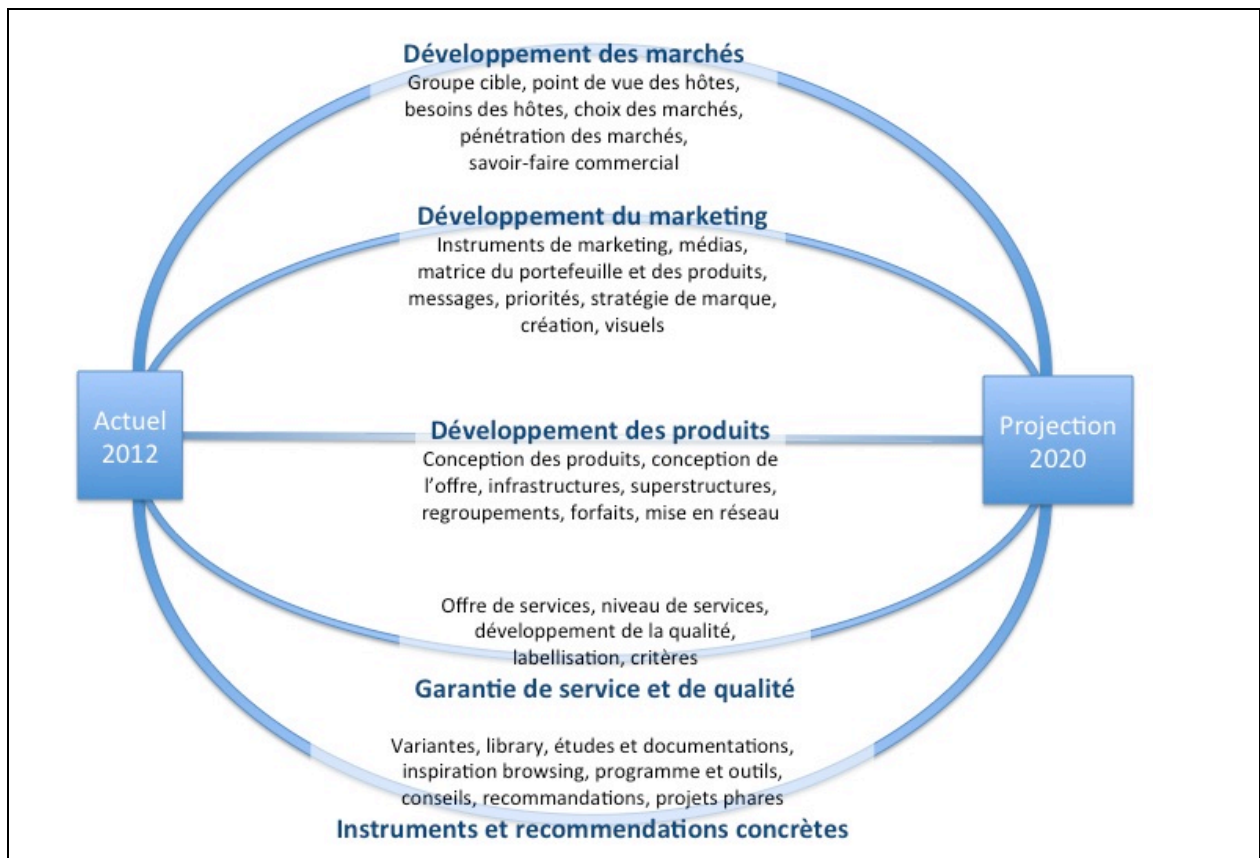 Développement des marchés
Groupe cible, point de vue des hôtes,
besoins des hôtes, choix des marchés,
pénétration des marchés,
savoir-faire commercial
Développement du marketing
Instruments de marketing, médias,
matrice du portefeuille et des produits,
messages, priorités, stratégie de marque,
création, visuels
Actuel
2012
Développement des produits
Conception des produits, conception de
l'offre, infrastructures, superstructures,
regroupements, forfaits, mise en réseau
Projection
2020
Offre de services, niveau de services,
développement de la qualité,
labellisation, critères
Garantie de service et de qualité
Variantes, library, études et documentations,
inspiration browsing, programme et outils,
conseils, recommandations, projets phares
Instruments et recommendations concrètes